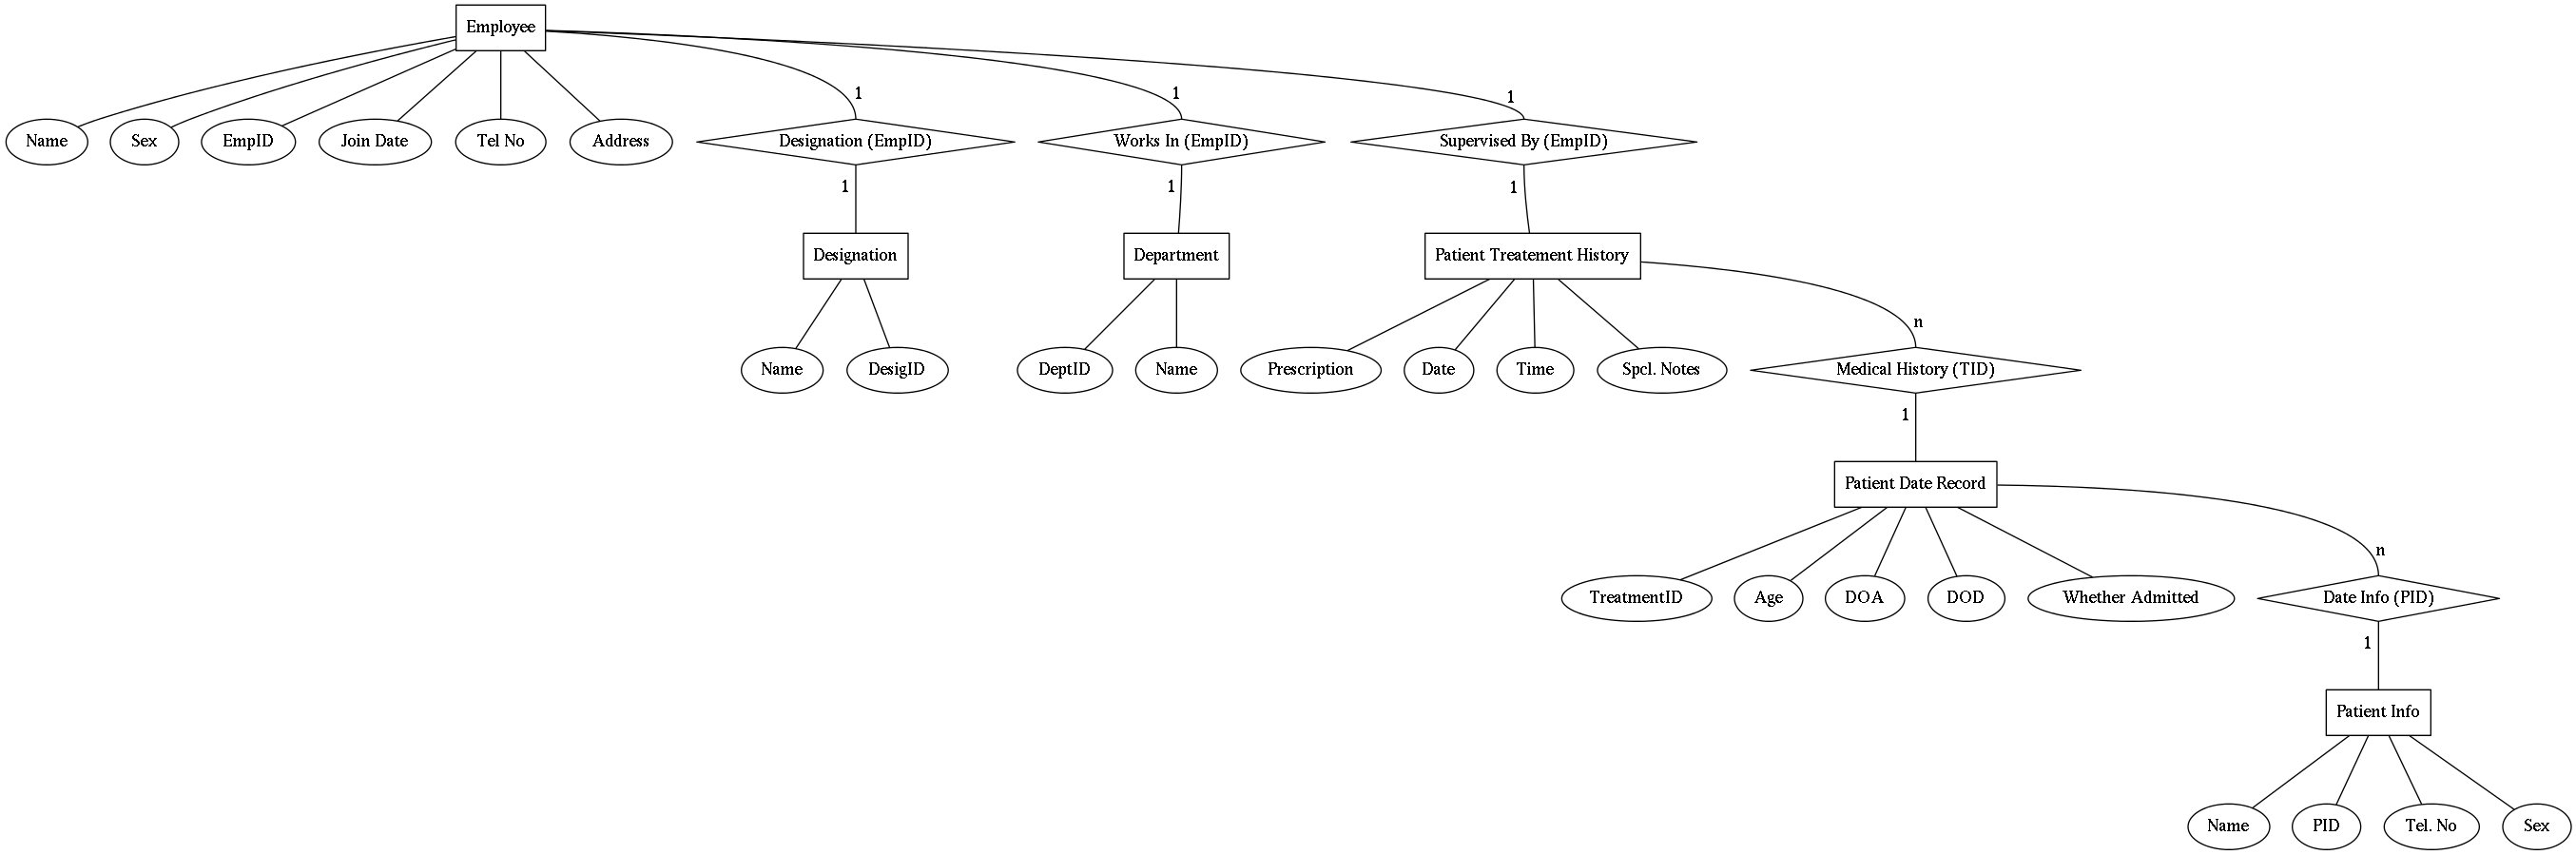 Employee
1
1
1
Name
Sex
EmpID
Join Date
Tel No
Address
Designation (EmpID)
Works In (EmpID)
Supervised By (EmpID)
1
1
1
Designation
Department
Patient Treatement History
n
Name
DesigID
DeptID
Name
Prescription
Date
Time
Spcl. Notes
Medical History (TID)
1
Patient Date Record
n
TreatmentID
Age
DOA
DOD
Whether Admitted
Date Info (PID)
1
Patient Info
Name
PID
Tel. No
Sex